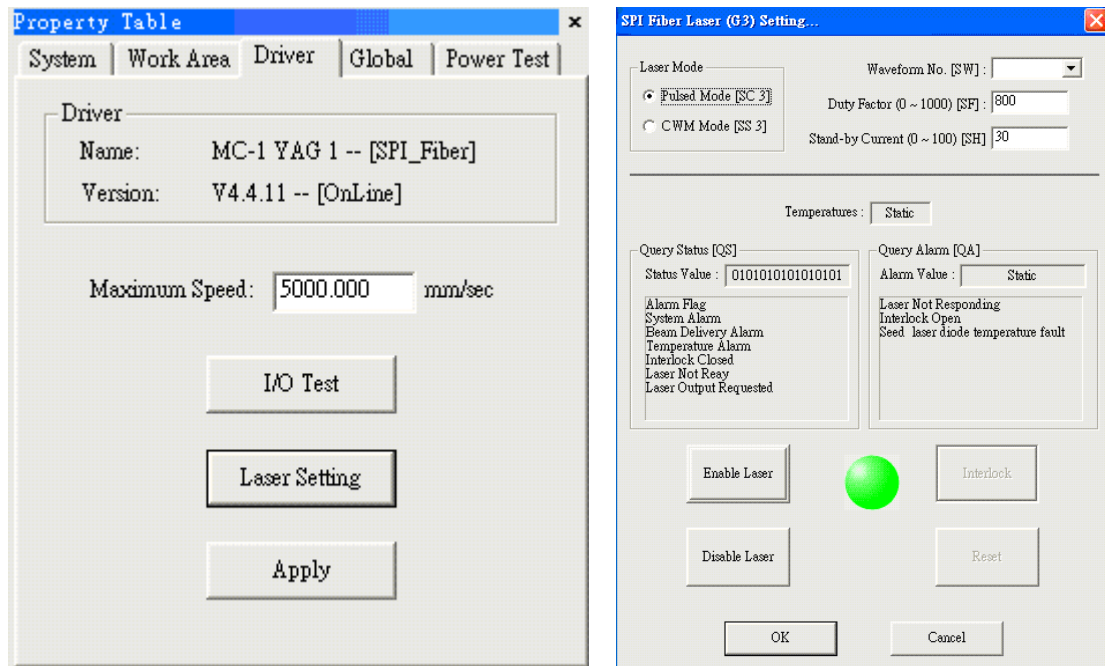 Property Table
System Work Area Driver Global Power Test
Driver
Name: MC-1 YAG 1 -- [SPI_Fiber]
Version: V4.4.11 -- [OnLine]
Maximum Speed: 5000.000 mm/sec
I/O Test
Laser Setting
Apply
SPI Fiber Laser (G3) Setting...
Laser Mode
Pulsed Mode [SC 3]
CWM Mode [SS 3]
Waveform No. [SW] :
Duty Factor (0 ~ 1000) [SF] : 800
Stand-by Current (0 ~ 100) [SH] 30
Temperatures : Static
Query Status [QS]
Status Value : 0101010101010101
Alarm Flag
System Alarm
Beam Delivery Alarm
Temperature Alarm
Interlock Closed
Laser Not Reay
Laser Output Requested
Query Alarm [QA]
Alarm Value : Static
Laser Not Responding
Interlock Open
Seed laser diode temperature fault
Enable Laser
Interlock
Disable Laser
Reset
OK
Cancel